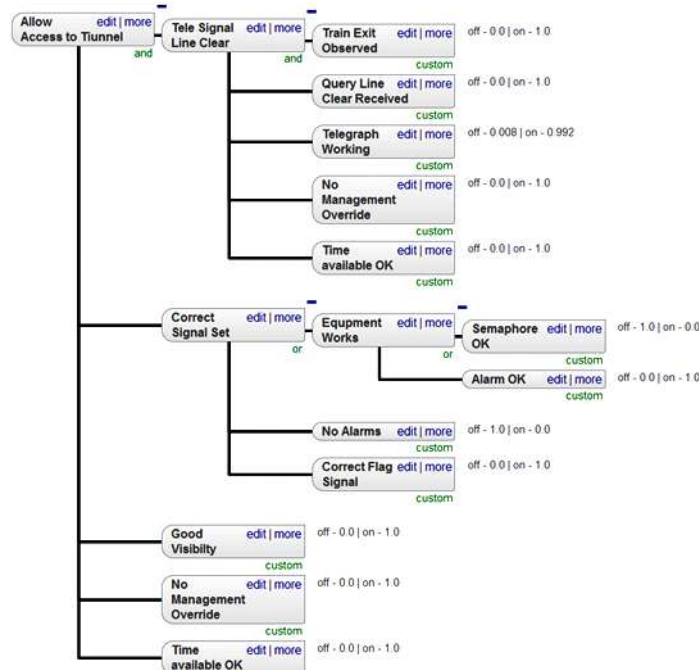 Allow edit | more
Access to Tiunnel
and
Tele Signal edit | more
Line Clear
and
Train Exit edit | more
Observed
custom
off - 0.0 | on - 1.0
Query Line edit | more
Clear Received
custom
off - 0.0 | on - 1.0
Telegraph edit | more
Working
custom
off - 0.008 | on - 0.992
No edit | more
Management
Override
custom
off - 0.0 | on - 1.0
Time edit | more
available OK
custom
off - 0.0 | on - 1.0
Correct edit | more
Signal Set
or
Equpment edit | more
Works
or
Semaphore edit | more
OK
custom
off - 1.0 | on - 0.0
Alarm OK edit | more
custom
off - 0.0 | on - 1.0
No Alarms edit | more
custom
off - 1.0 | on - 0.0
Correct Flag edit | more
Signal
custom
off - 0.0 | on - 1.0
Good edit | more
Visibilty
custom
off - 0.0 | on - 1.0
No edit | more
Management
Override
custom
off - 0.0 | on - 1.0
Time edit | more
available OK
off - 0.0 | on - 1.0